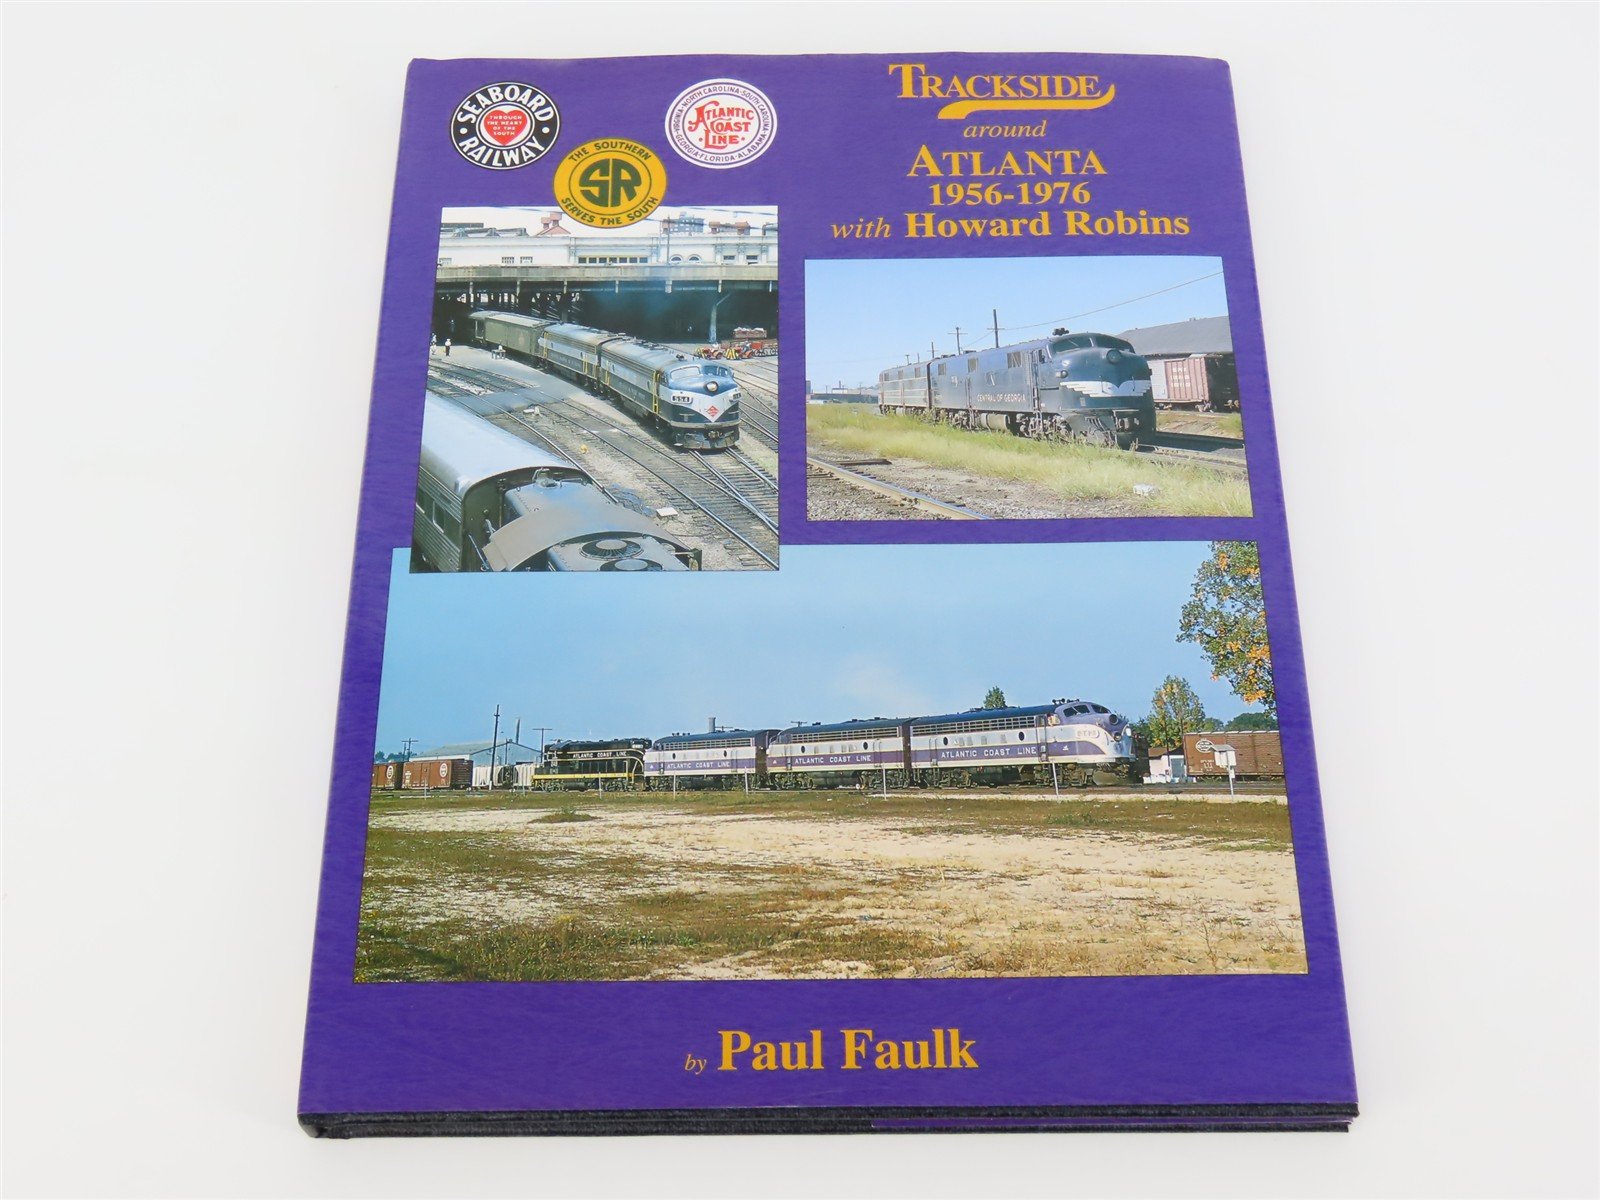 SEABOARD RAILWAY
THROUGH
THE HEART
OF THE
SOUTH
THE SOUTHERN
SR
SERVES THE SOUTH
VIRGINIA-NORTH CAROLINA-SOUTH CAROLINA
ATLANTIC
COAST
LINE
GEORGIA-FLORIDA-ALABAMA
TRACKSIDE
around
ATLANTA
1956-1976
with Howard Robins
554
CENTRAL OF GEORGIA
ATLANTIC COAST LINE
ATLANTIC COAST LINE
ATLANTIC COAST LINE
ATLANTIC COAST LINE
by Paul Faulk